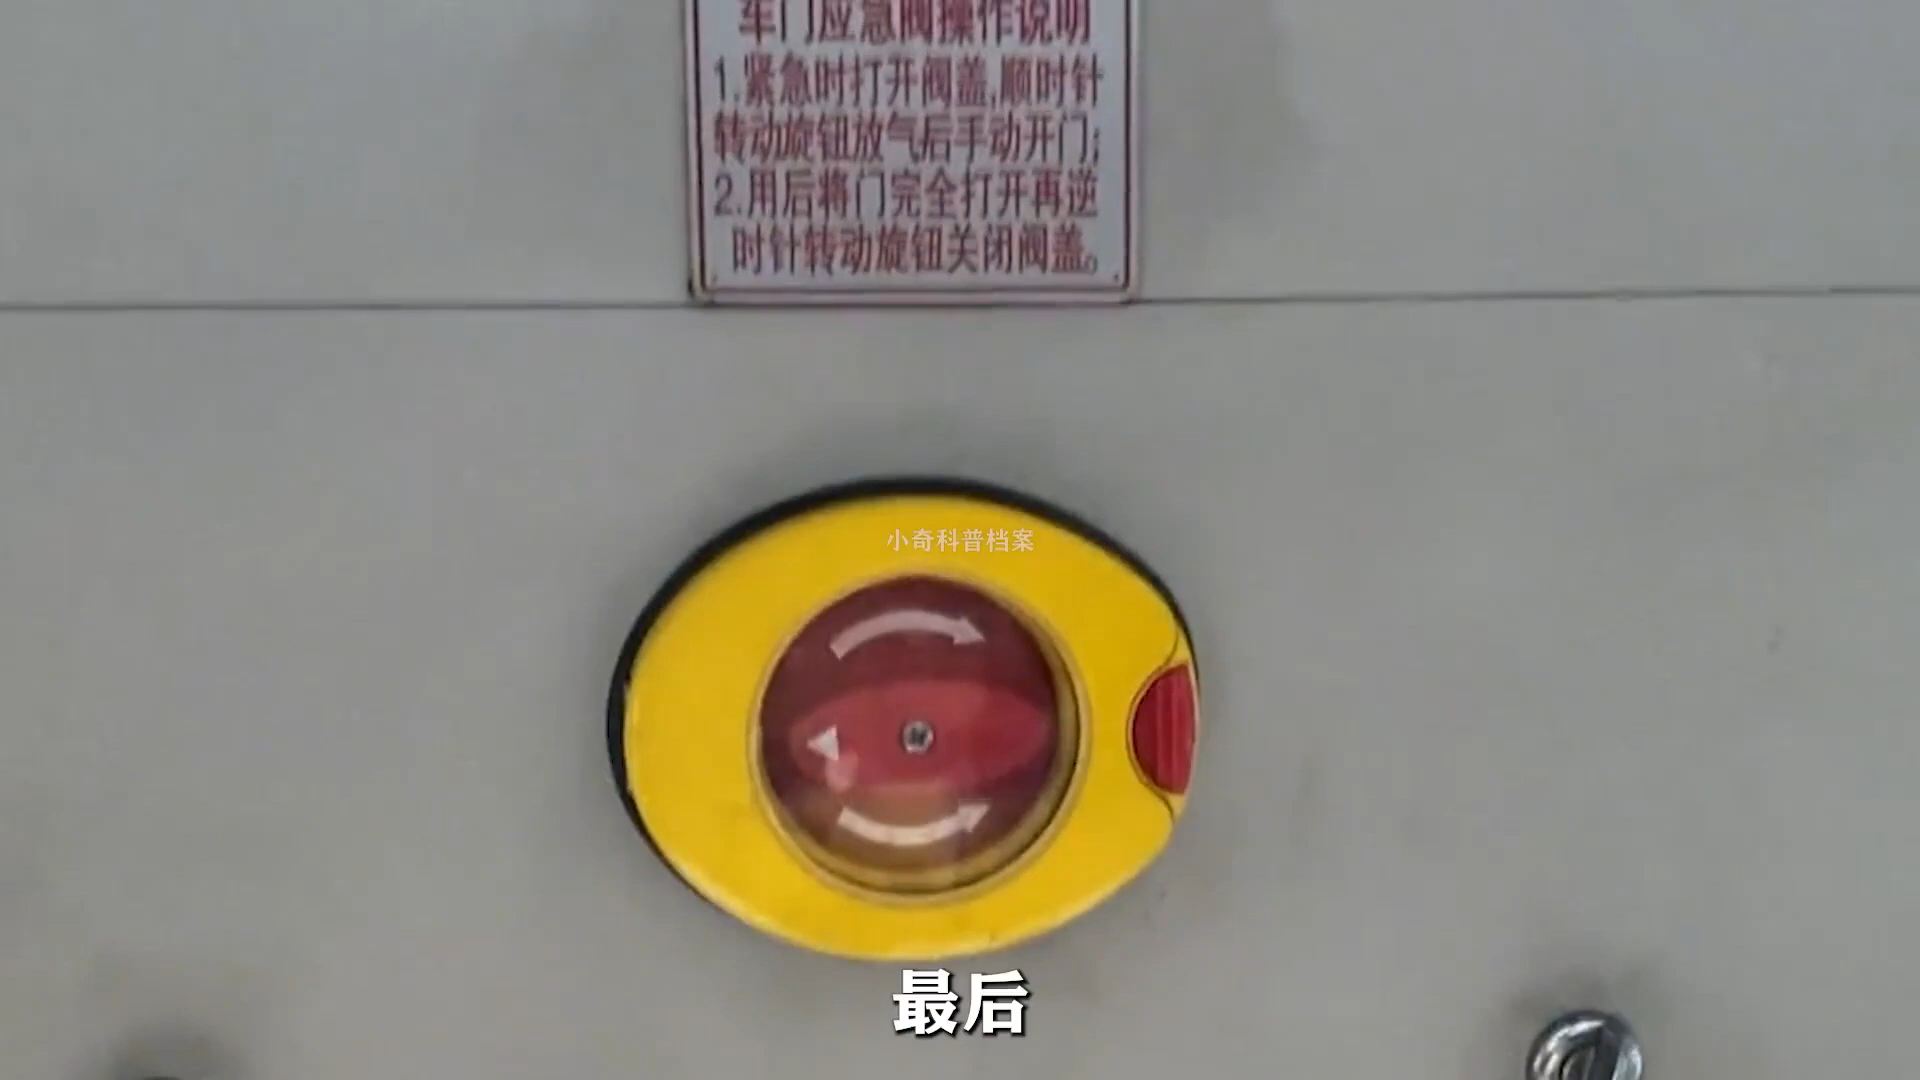 车门应急阀操作说明
1.紧急时打开阀盖,顺时针
转动旋钮放气后手动开门;
2.用后将门完全打开再逆
时针转动旋钮关闭阀盖。
小奇科普档案
最后